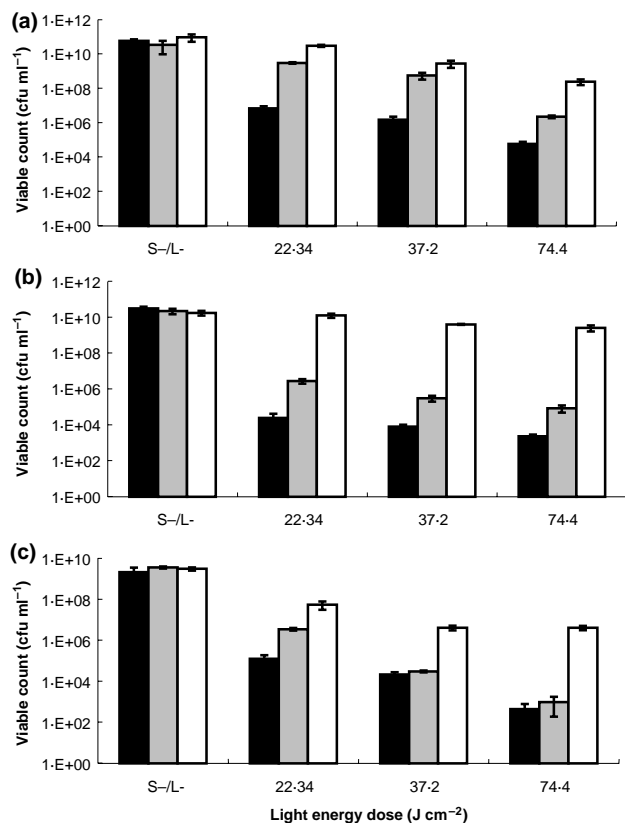 (a)
Viable count (cfu ml⁻¹)
1·E+12
1·E+10
1·E+08
1·E+06
1·E+04
1·E+02
1·E+00
S–/L- 22·34 37·2 74.4
(b)
Viable count (cfu ml⁻¹)
1·E+12
1·E+10
1·E+08
1·E+06
1·E+04
1·E+02
1·E+00
S–/L- 22·34 37·2 74·4
(c)
Viable count (cfu ml⁻¹)
1·E+10
1·E+08
1·E+06
1·E+04
1·E+02
1·E+00
S–/L- 22·34 37·2 74·4
Light energy dose (J cm⁻²)